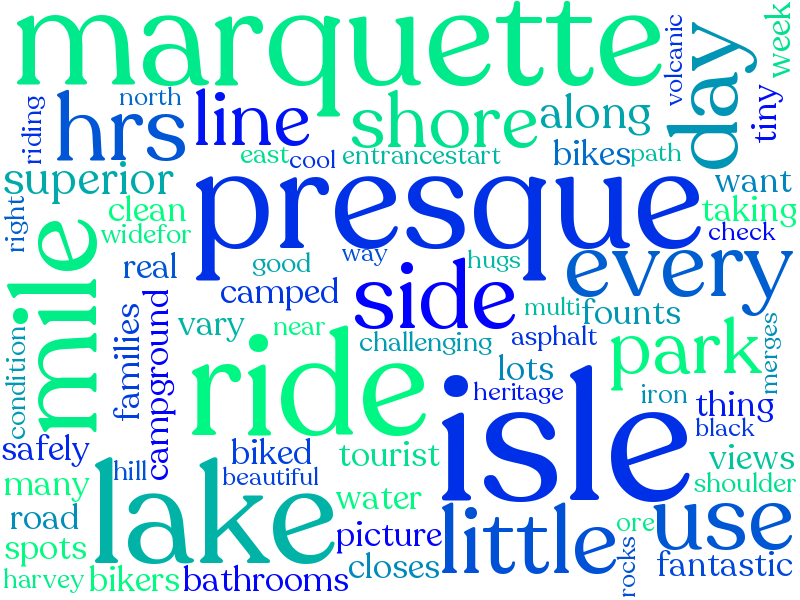 marquette
volcanic
week
day
tiny
riding
north
hrs
line
shore
along
east
cool
entrancestart
bikes
path
superior
presque
want
right
clean
widefor
taking
check
mile
real
good
way
hugs
every
camped
side
multi
founts
condition
families
campground
vary
near
challenging
asphalt
park
merges
ride
lots
isle
heritage
iron
thing
black
safely
hill
biked
beautiful
tourist
views
shoulder
many
lake
water
road
picture
little
ore
use
spots
closes
rocks
fantastic
harvey
bikers
bathrooms